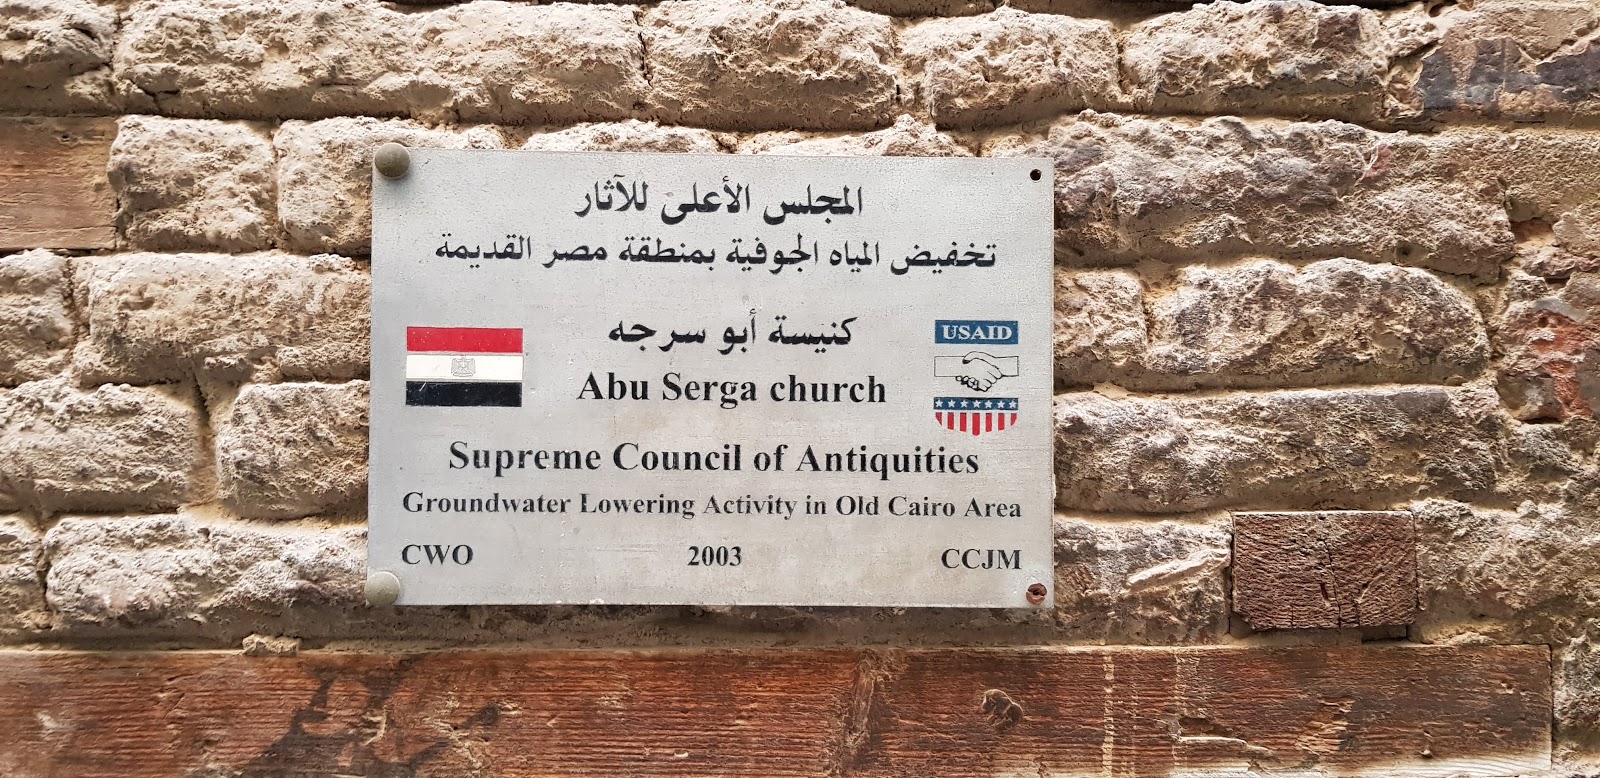 المجلس الأعلى للآثار
تخفيض المياه الجوفية بمنطقة مصر القديمة
كنيسة أبو سرجه
USAID
Abu Serga church
Supreme Council of Antiquities
Groundwater Lowering Activity in Old Cairo Area
CWO 2003 CCJM